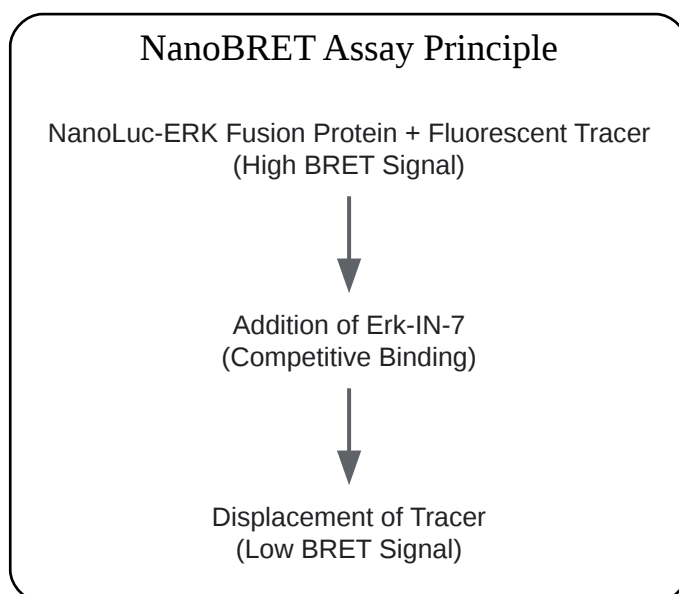 NanoBRET Assay Principle
NanoLuc-ERK Fusion Protein + Fluorescent Tracer
(High BRET Signal)
Addition of Erk-IN-7
(Competitive Binding)
Displacement of Tracer
(Low BRET Signal)